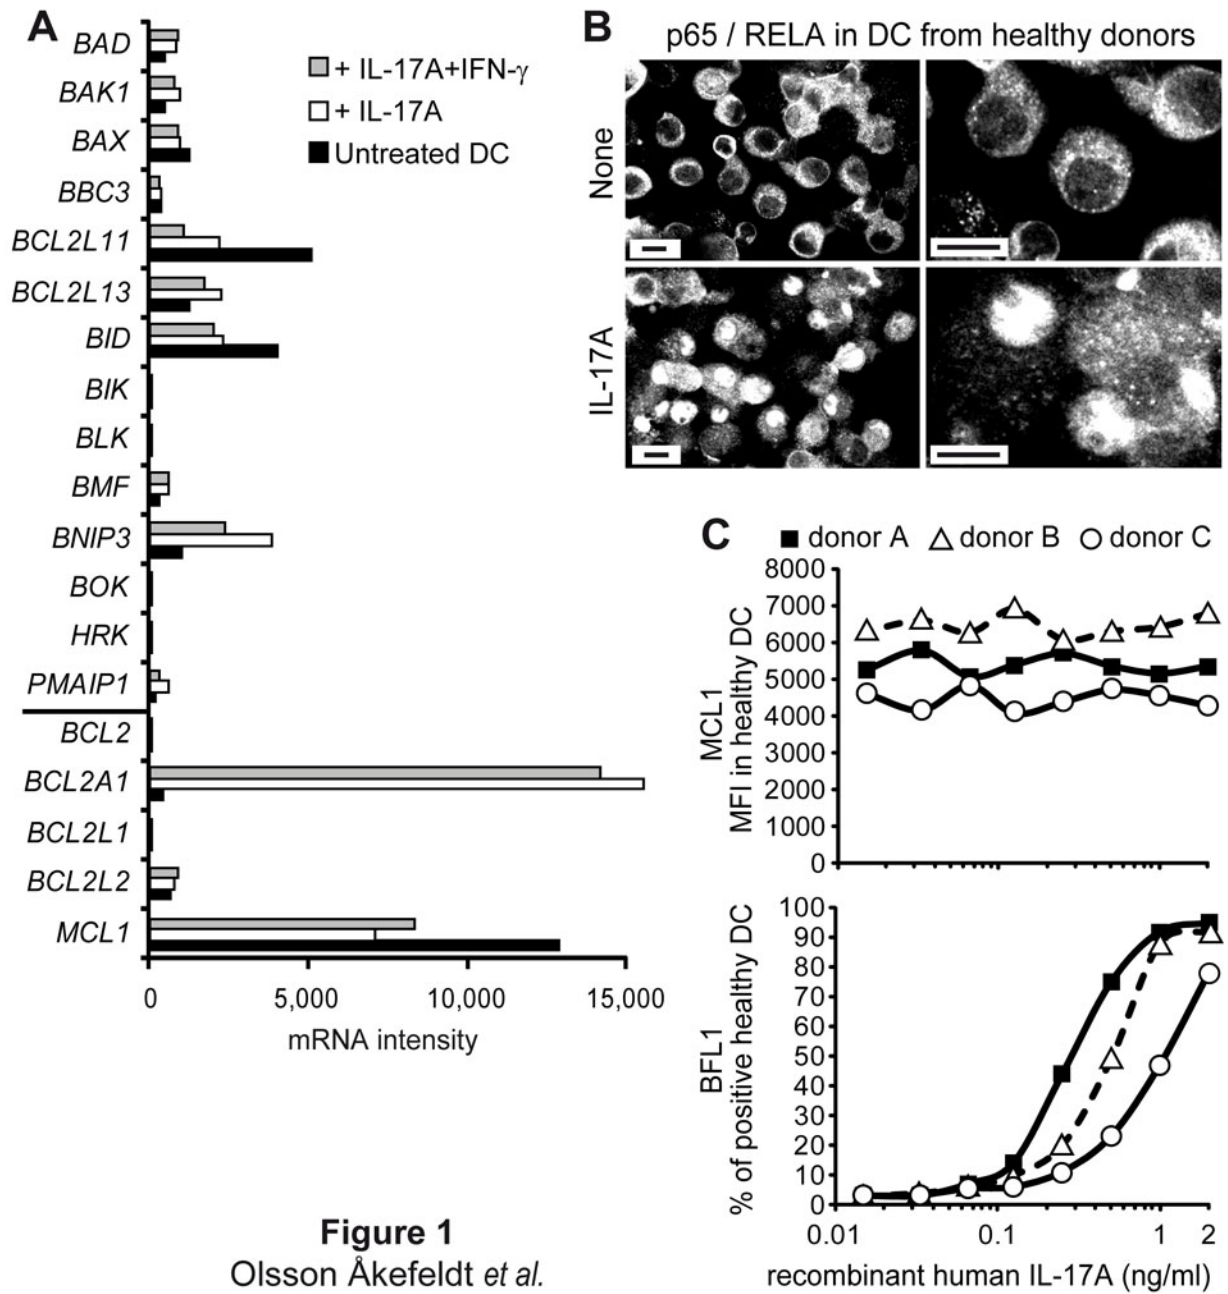 A
BAD
BAK1
BAX
BBC3
BCL2L11
BCL2L13
BID
BIK
BLK
BMF
BNIP3
BOK
HRK
PMAIP1
BCL2
BCL2A1
BCL2L1
BCL2L2
MCL1
+ IL-17A+IFN-γ
+ IL-17A
Untreated DC
0 5,000 10,000 15,000
mRNA intensity
B
p65 / RELA in DC from healthy donors
None
IL-17A
C
donor A donor B donor C
MCL1
MFI in healthy DC
8000
7000
6000
5000
4000
3000
2000
1000
0
BFL1
% of positive healthy DC
100
90
80
70
60
50
40
30
20
10
0
0.01 0.1 1 2
recombinant human IL-17A (ng/ml)
Figure 1
Olsson Åkefeldt et al.